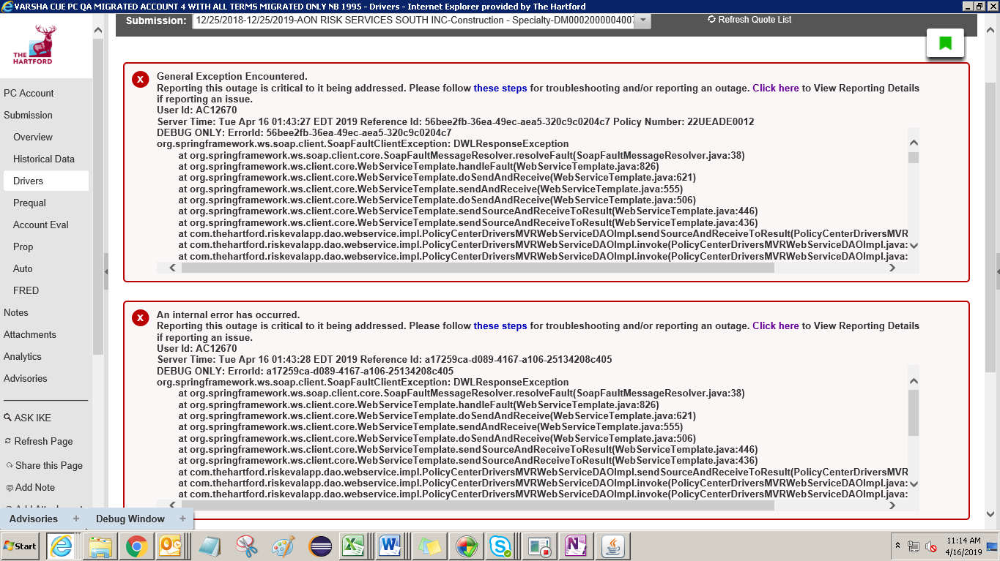 VARSHA CUE PC QA MIGRATED ACCOUNT 4 WITH ALL TERMS MIGRATED ONLY NB 1995 - Drivers - Internet Explorer provided by The Hartford
Submission: 12/25/2018-12/25/2019-AON RISK SERVICES SOUTH INC-Construction - Specialty-DM0002000004007
Refresh Quote List
THE
HARTFORD
PC Account
Submission
Overview
Historical Data
Drivers
Prequal
Account Eval
Prop
Auto
FRED
Notes
Attachments
Analytics
Advisories
ASK IKE
Refresh Page
Share this Page
Add Note
Add Attachment
General Exception Encountered.
Reporting this outage is critical to it being addressed. Please follow these steps for troubleshooting and/or reporting an outage. Click here to View Reporting Details
if reporting an issue.
User Id: AC12670
Server Time: Tue Apr 16 01:43:27 EDT 2019 Reference Id: 56bee2fb-36ea-49ec-aea5-320c9c0204c7 Policy Number: 22UEADE0012
DEBUG ONLY: ErrorId: 56bee2fb-36ea-49ec-aea5-320c9c0204c7
org.springframework.ws.soap.client.SoapFaultClientException: DWLResponseException
at org.springframework.ws.soap.client.core.SoapFaultMessageResolver.resolveFault(SoapFaultMessageResolver.java:38)
at org.springframework.ws.client.core.WebServiceTemplate.handleFault(WebServiceTemplate.java:826)
at org.springframework.ws.client.core.WebServiceTemplate.doSendAndReceive(WebServiceTemplate.java:621)
at org.springframework.ws.client.core.WebServiceTemplate.sendAndReceive(WebServiceTemplate.java:555)
at org.springframework.ws.client.core.WebServiceTemplate.doSendAndReceive(WebServiceTemplate.java:506)
at org.springframework.ws.client.core.WebServiceTemplate.sendSourceAndReceiveToResult(WebServiceTemplate.java:446)
at org.springframework.ws.client.core.WebServiceTemplate.sendSourceAndReceiveToResult(WebServiceTemplate.java:436)
at com.thehartford.riskevalapp.dao.webservice.impl.PolicyCenterDriversMVRWebServiceDAOImpl.sendSourceAndReceiveToResult(PolicyCenterDriversMVR
at com.thehartford.riskevalapp.dao.webservice.impl.PolicyCenterDriversMVRWebServiceDAOImpl.invoke(PolicyCenterDriversMVRWebServiceDAOImpl.java:
at com.thehartford.riskevalapp.dao.webservice.impl.PolicyCenterDriversMVRWebServiceDAOImpl.invoke(PolicyCenterDriversMVRWebServiceDAOImpl.java:
An internal error has occurred.
Reporting this outage is critical to it being addressed. Please follow these steps for troubleshooting and/or reporting an outage. Click here to View Reporting Details
if reporting an issue.
User Id: AC12670
Server Time: Tue Apr 16 01:43:28 EDT 2019 Reference Id: a17259ca-d089-4167-a106-25134208c405
DEBUG ONLY: ErrorId: a17259ca-d089-4167-a106-25134208c405
org.springframework.ws.soap.client.SoapFaultClientException: DWLResponseException
at org.springframework.ws.soap.client.core.SoapFaultMessageResolver.resolveFault(SoapFaultMessageResolver.java:38)
at org.springframework.ws.client.core.WebServiceTemplate.handleFault(WebServiceTemplate.java:826)
at org.springframework.ws.client.core.WebServiceTemplate.doSendAndReceive(WebServiceTemplate.java:621)
at org.springframework.ws.client.core.WebServiceTemplate.sendAndReceive(WebServiceTemplate.java:555)
at org.springframework.ws.client.core.WebServiceTemplate.doSendAndReceive(WebServiceTemplate.java:506)
at org.springframework.ws.client.core.WebServiceTemplate.sendSourceAndReceiveToResult(WebServiceTemplate.java:446)
at org.springframework.ws.client.core.WebServiceTemplate.sendSourceAndReceiveToResult(WebServiceTemplate.java:436)
at com.thehartford.riskevalapp.dao.webservice.impl.PolicyCenterDriversMVRWebServiceDAOImpl.sendSourceAndReceiveToResult(PolicyCenterDriversMVR
at com.thehartford.riskevalapp.dao.webservice.impl.PolicyCenterDriversMVRWebServiceDAOImpl.invoke(PolicyCenterDriversMVRWebServiceDAOImpl.java:
at com.thehartford.riskevalapp.dao.webservice.impl.PolicyCenterDriversMVRWebServiceDAOImpl.invoke(PolicyCenterDriversMVRWebServiceDAOImpl.java:
Advisories + Debug Window +
Start
11:14 AM
4/16/2019